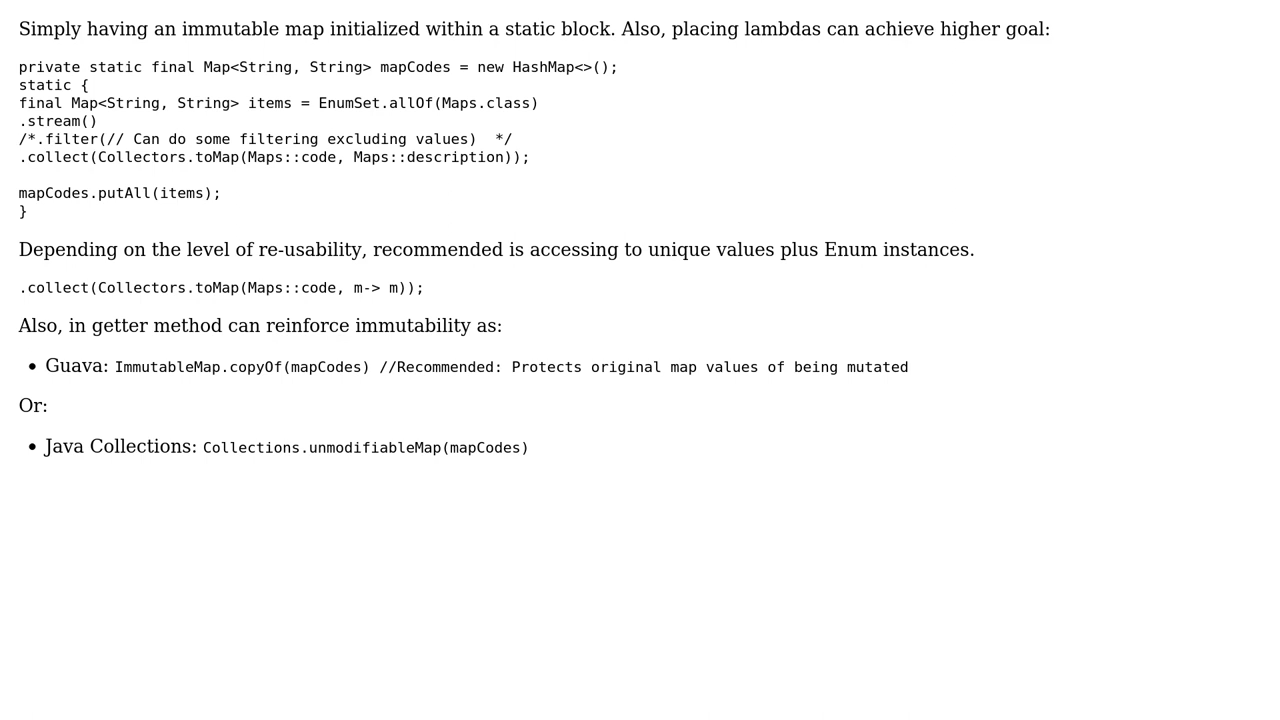 Simply having an immutable map initialized within a static block. Also, placing lambdas can achieve higher goal:
private static final Map<String, String> mapCodes = new HashMap<>();
static {
final Map<String, String> items = EnumSet.allOf(Maps.class)
.stream()
/*.filter(// Can do some filtering excluding values)  */
.collect(Collectors.toMap(Maps::code, Maps::description));
mapCodes.putAll(items);
}
Depending on the level of re-usability, recommended is accessing to unique values plus Enum instances.
.collect(Collectors.toMap(Maps::code, m-> m));
Also, in getter method can reinforce immutability as:
• Guava: ImmutableMap.copyOf(mapCodes) //Recommended: Protects original map values of being mutated
Or:
• Java Collections: Collections.unmodifiableMap(mapCodes)